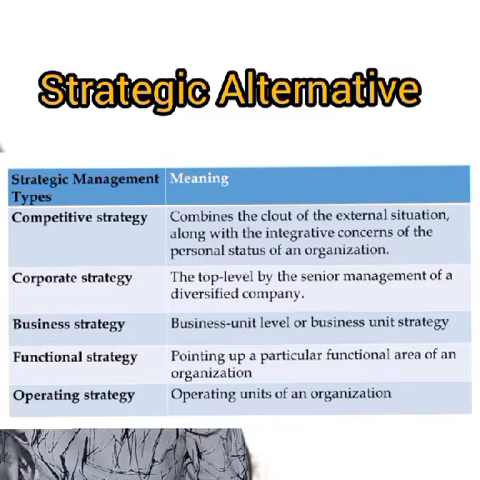 Strategic Alternative
Strategic Management Types
Meaning
Competitive strategy
Combines the clout of the external situation,
along with the integrative concerns of the
personal status of an organization.
Corporate strategy
The top-level by the senior management of a
diversified company.
Business strategy
Business-unit level or business unit strategy
Functional strategy
Pointing up a particular functional area of an
organization
Operating strategy
Operating units of an organization